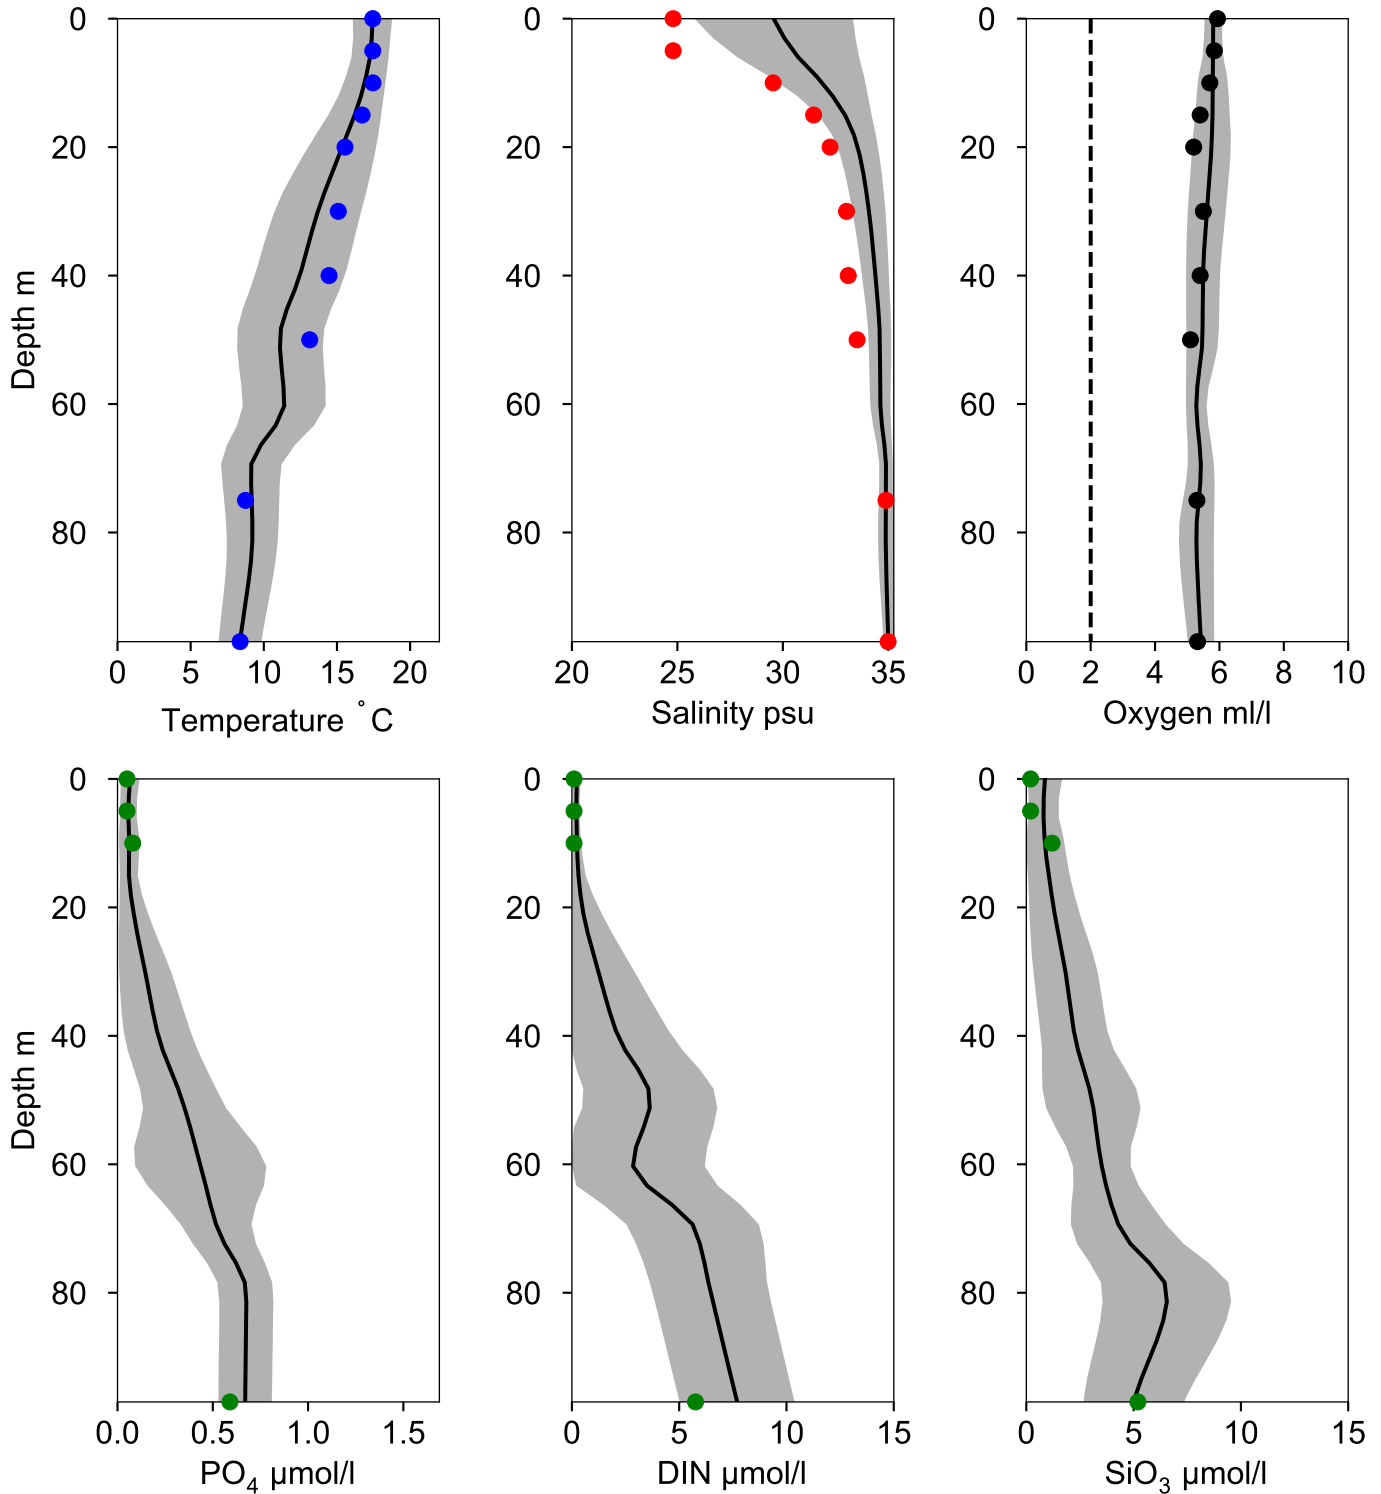 0
20
40
60
80
Depth m
0 5 10 15 20
Temperature °C
0
20
40
60
80
20 25 30 35
Salinity psu
0
20
40
60
80
0 2 4 6 8 10
Oxygen ml/l
0
20
40
60
80
Depth m
0.0 0.5 1.0 1.5
PO4 µmol/l
0
20
40
60
80
0 5 10 15
DIN µmol/l
0
20
40
60
80
0 5 10 15
SiO3 µmol/l